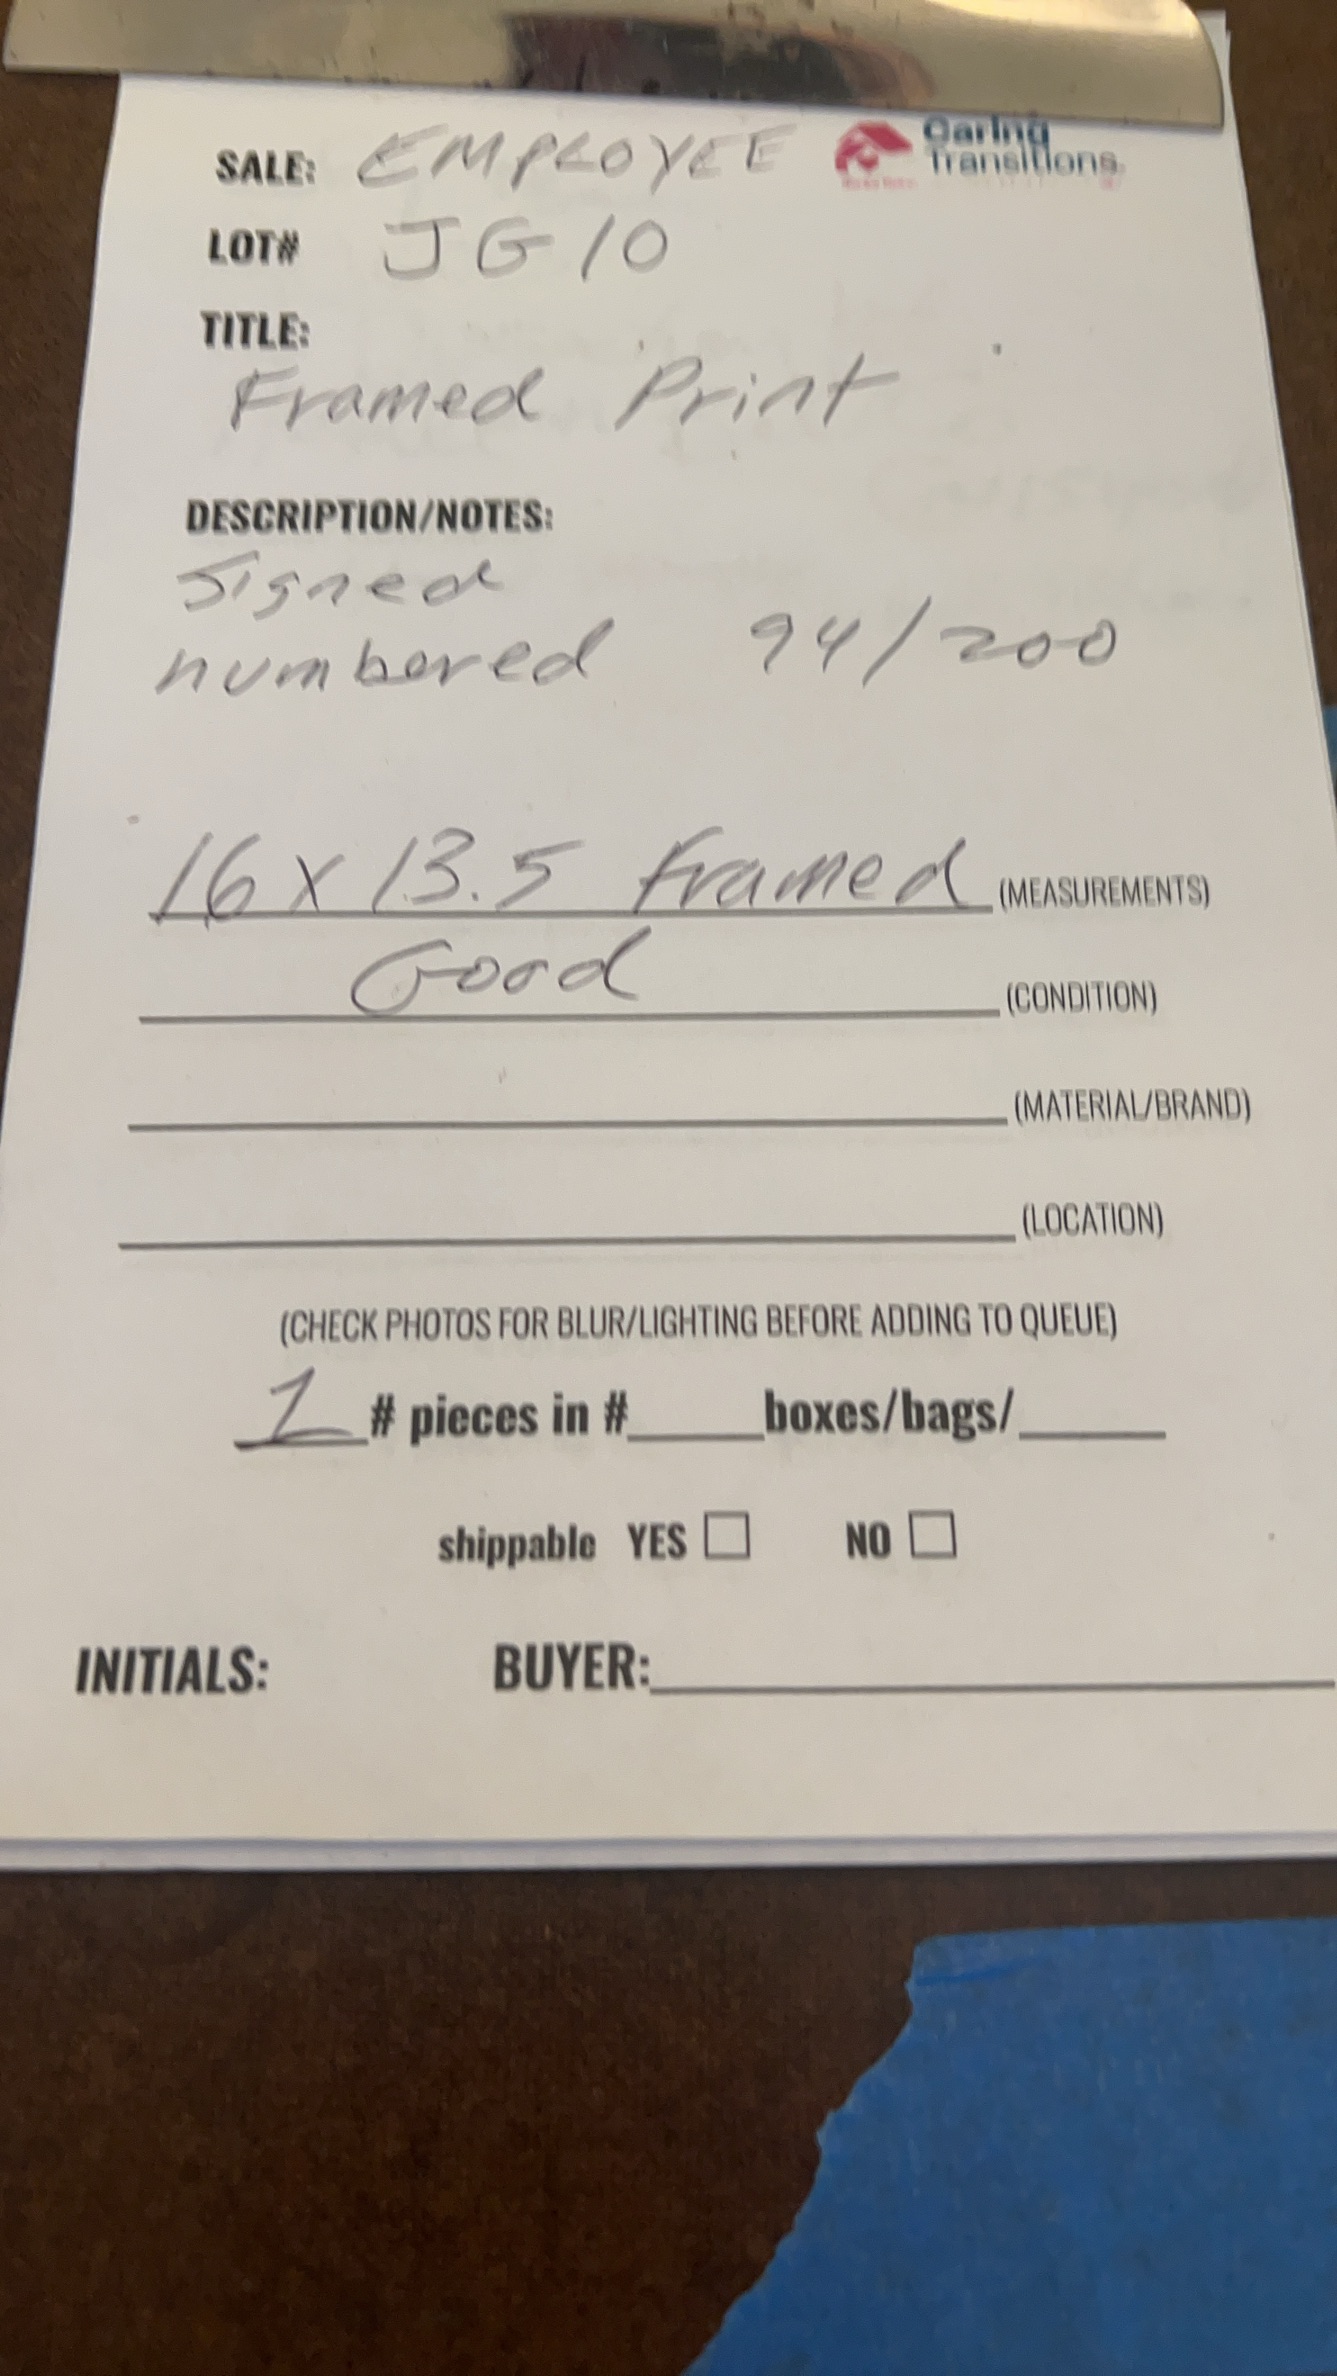 SALE: EMPLOYEE
Caring
Transitions.
LOT# JG10
TITLE:
Framed Print
DESCRIPTION/NOTES:
Signed
numbered 94/200
16 x 13.5 framed (MEASUREMENTS)
Good (CONDITION)
(MATERIAL/BRAND)
(LOCATION)
(CHECK PHOTOS FOR BLUR/LIGHTING BEFORE ADDING TO QUEUE)
1 # pieces in # boxes/bags/
shippable YES NO
INITIALS: BUYER: